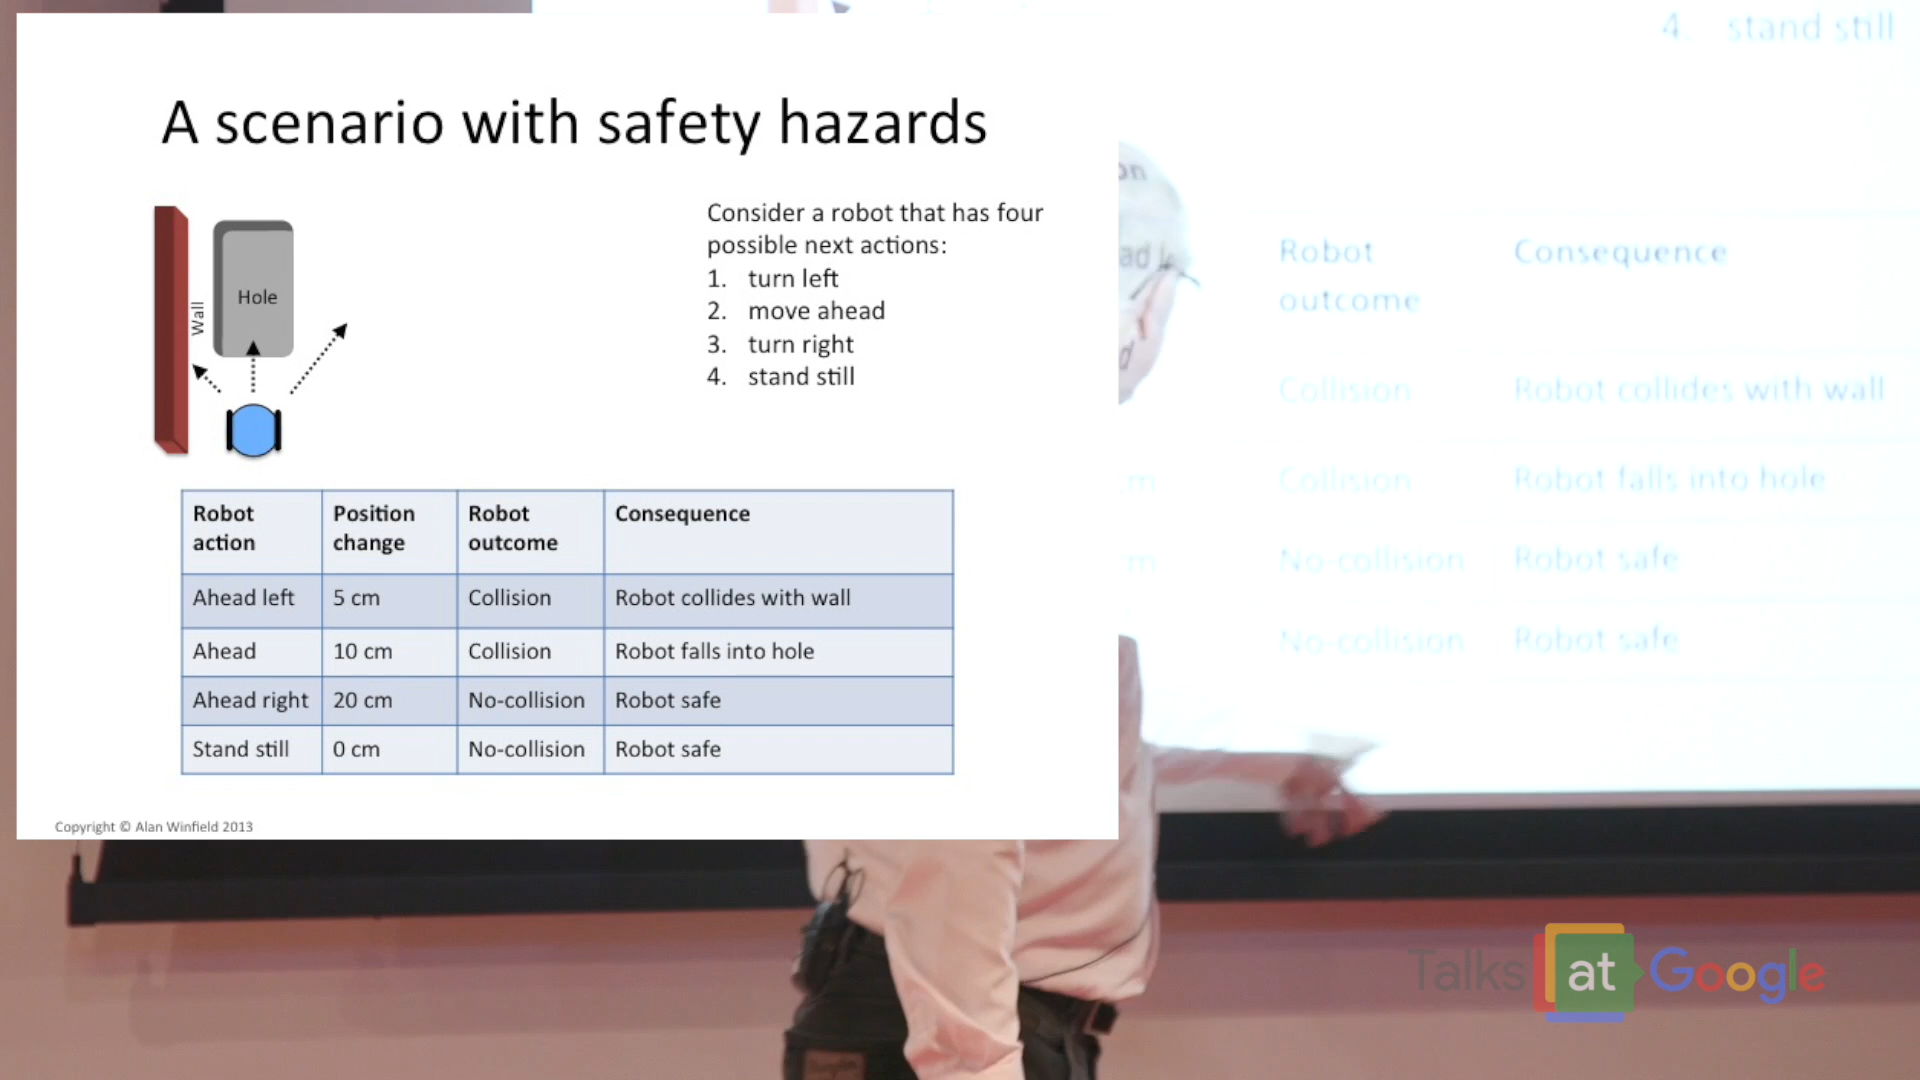 A scenario with safety hazards
Wall
Hole
Consider a robot that has four
possible next actions:
1. turn left
2. move ahead
3. turn right
4. stand still
Robot action Position change Robot outcome Consequence
Ahead left 5 cm Collision Robot collides with wall
Ahead 10 cm Collision Robot falls into hole
Ahead right 20 cm No-collision Robot safe
Stand still 0 cm No-collision Robot safe
Copyright © Alan Winfield 2013
4. stand still
Robot outcome Consequence
Collision Robot collides with wall
Collision Robot falls into hole
No-collision Robot safe
No-collision Robot safe
Talks at Google